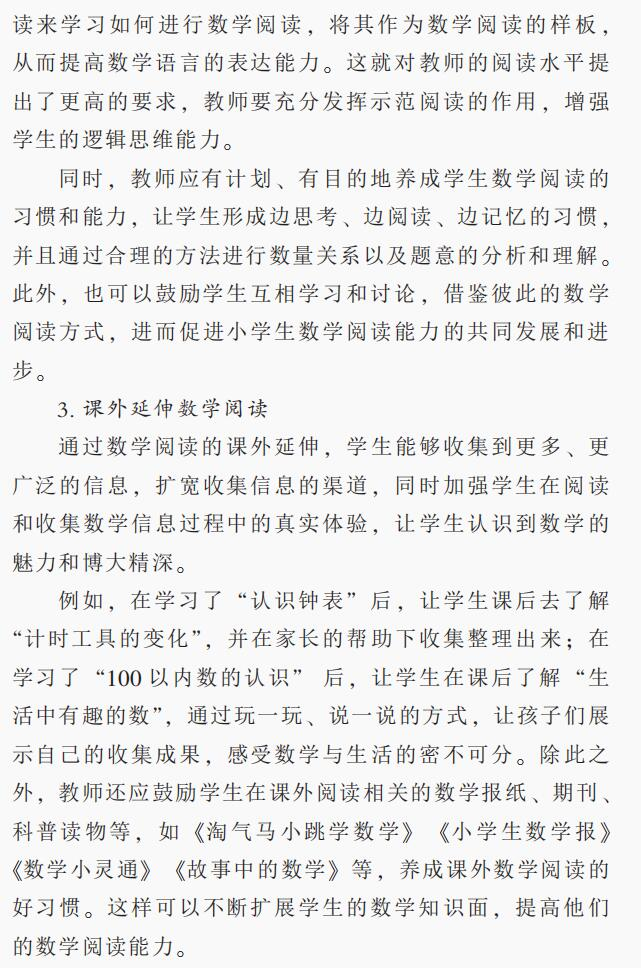 读来学习如何进行数学阅读，将其作为数学阅读的样板，
从而提高数学语言的表达能力。这就对教师的阅读水平提
出了更高的要求，教师要充分发挥示范阅读的作用，增强
学生的逻辑思维能力。
同时，教师应有计划、有目的地养成学生数学阅读的
习惯和能力，让学生形成边思考、边阅读、边记忆的习惯，
并且通过合理的方法进行数量关系以及题意的分析和理解。
此外，也可以鼓励学生互相学习和讨论，借鉴彼此的数学
阅读方式，进而促进小学生数学阅读能力的共同发展和进
步。
3. 课外延伸数学阅读
通过数学阅读的课外延伸，学生能够收集到更多、更
广泛的信息，扩宽收集信息的渠道，同时加强学生在阅读
和收集数学信息过程中的真实体验，让学生认识到数学的
魅力和博大精深。
例如，在学习了“认识钟表”后，让学生课后去了解
“计时工具的变化”，并在家长的帮助下收集整理出来；在
学习了“100 以内数的认识” 后，让学生在课后了解“生
活中有趣的数”，通过玩一玩、说一说的方式，让孩子们展
示自己的收集成果，感受数学与生活的密不可分。除此之
外，教师还应鼓励学生在课外阅读相关的数学报纸、期刊、
科普读物等，如《淘气马小跳学数学》《小学生数学报》
《数学小灵通》《故事中的数学》等，养成课外数学阅读的
好习惯。这样可以不断扩展学生的数学知识面，提高他们
的数学阅读能力。